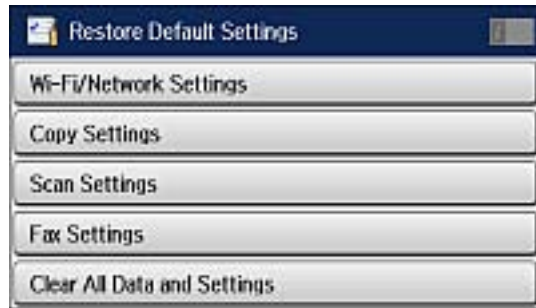 Restore Default Settings
Wi-Fi/Network Settings
Copy Settings
Scan Settings
Fax Settings
Clear All Data and Settings